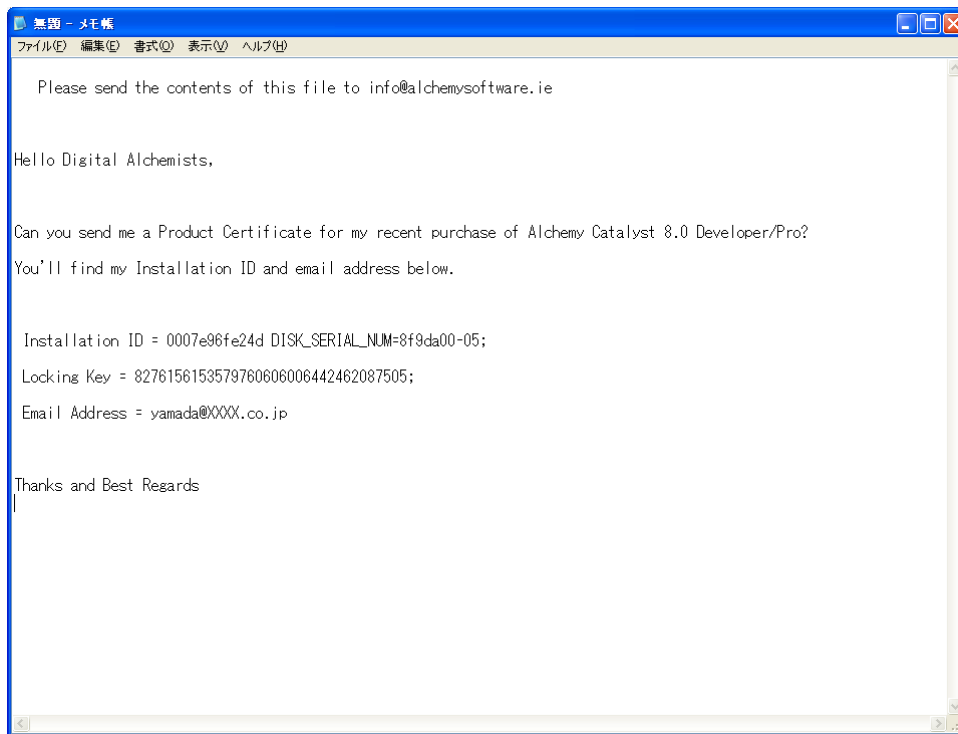 無題 - メモ帳
ファイル(F) 編集(E) 書式(O) 表示(V) ヘルプ(H)
Please send the contents of this file to info@alchemysoftware.ie
Hello Digital Alchemists,
Can you send me a Product Certificate for my recent purchase of Alchemy Catalyst 8.0 Developer/Pro?
You'll find my Installation ID and email address below.
Installation ID = 0007e96fe24d DISK_SERIAL_NUM=8f9da00-05;
Locking Key = 8276156153579760606006442462087505;
Email Address = yamada@XXXX.co.jp
Thanks and Best Regards